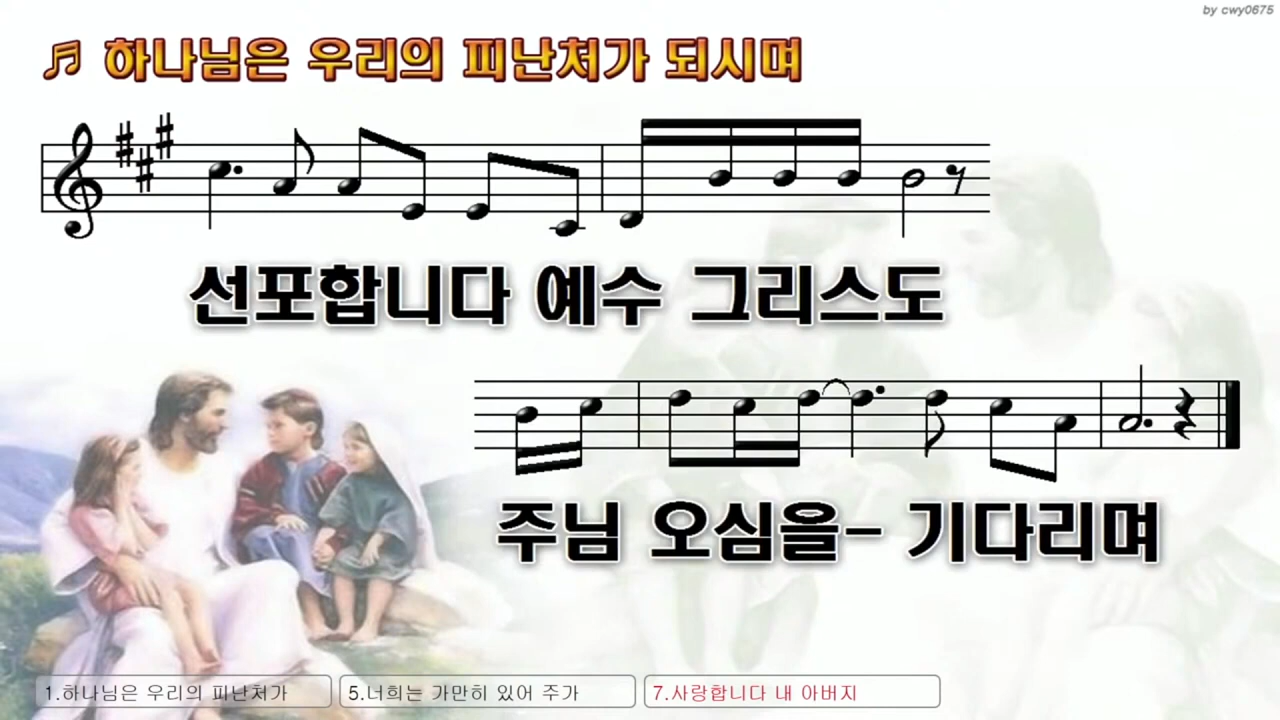 by cwy0675
♬ 하나님은 우리의 피난처가 되시며
선포합니다 예수 그리스도
주님 오심을- 기다리며
1.하나님은 우리의 피난처가
5.너희는 가만히 있어 주가
7.사랑합니다 내 아버지